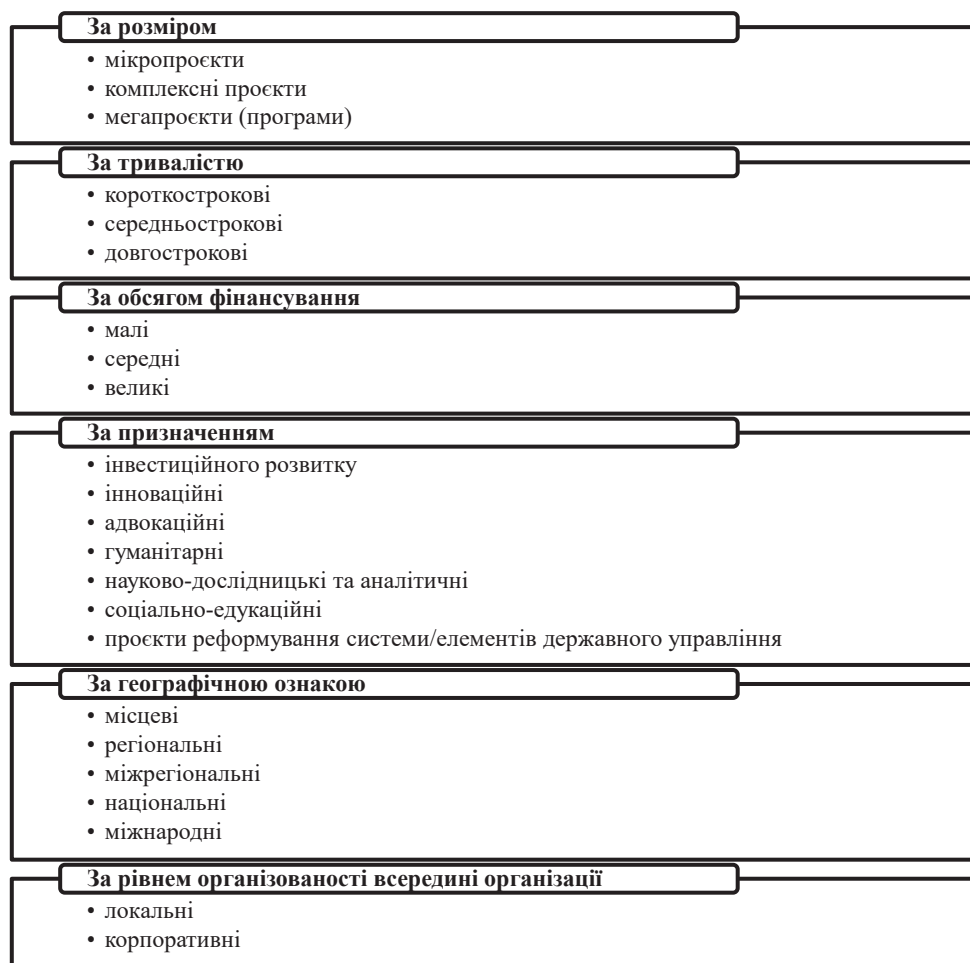 За розміром
• мікропроєкти
• комплексні проєкти
• мегапроєкти (програми)
За тривалістю
• короткострокові
• середньострокові
• довгострокові
За обсягом фінансування
• малі
• середні
• великі
За призначенням
• інвестиційного розвитку
• інноваційні
• адвокаційні
• гуманітарні
• науково-дослідницькі та аналітичні
• соціально-едукаційні
• проєкти реформування системи/елементів державного управління
За географічною ознакою
• місцеві
• регіональні
• міжрегіональні
• національні
• міжнародні
За рівнем організованості всередині організації
• локальні
• корпоративні